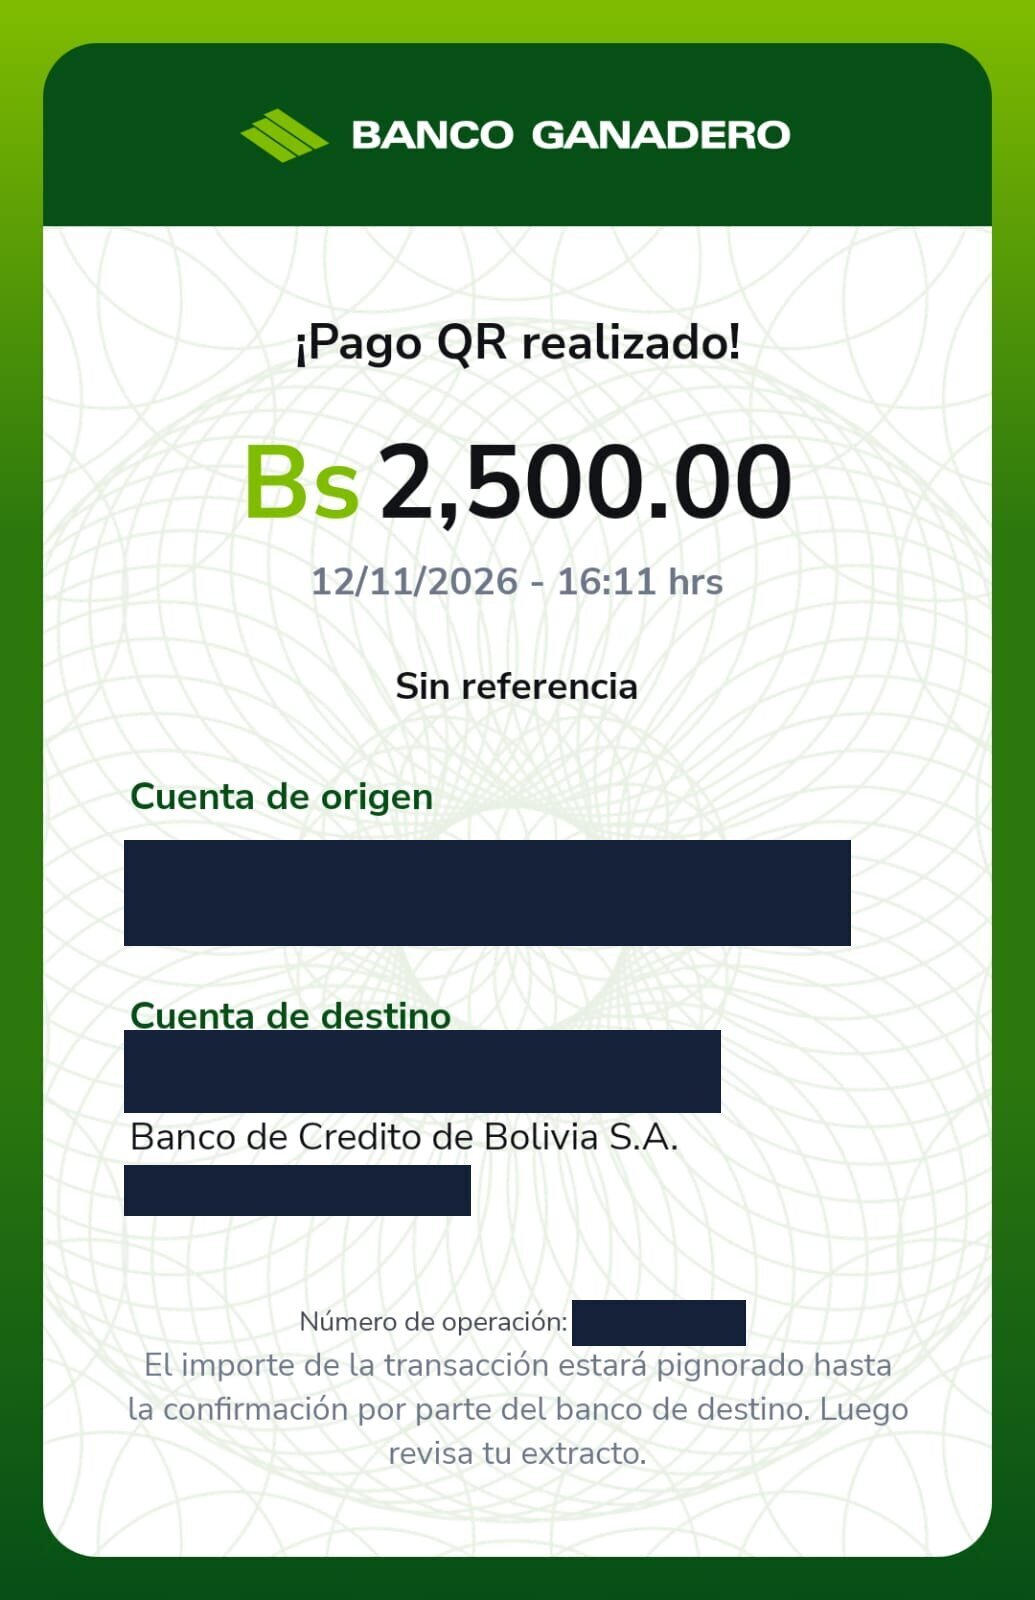 BANCO GANADERO
¡Pago QR realizado!
Bs 2,500.00
12/11/2026 - 16:11 hrs
Sin referencia
Cuenta de origen
Cuenta de destino
Banco de Credito de Bolivia S.A.
Número de operación:
El importe de la transacción estará pignorado hasta
la confirmación por parte del banco de destino. Luego
revisa tu extracto.